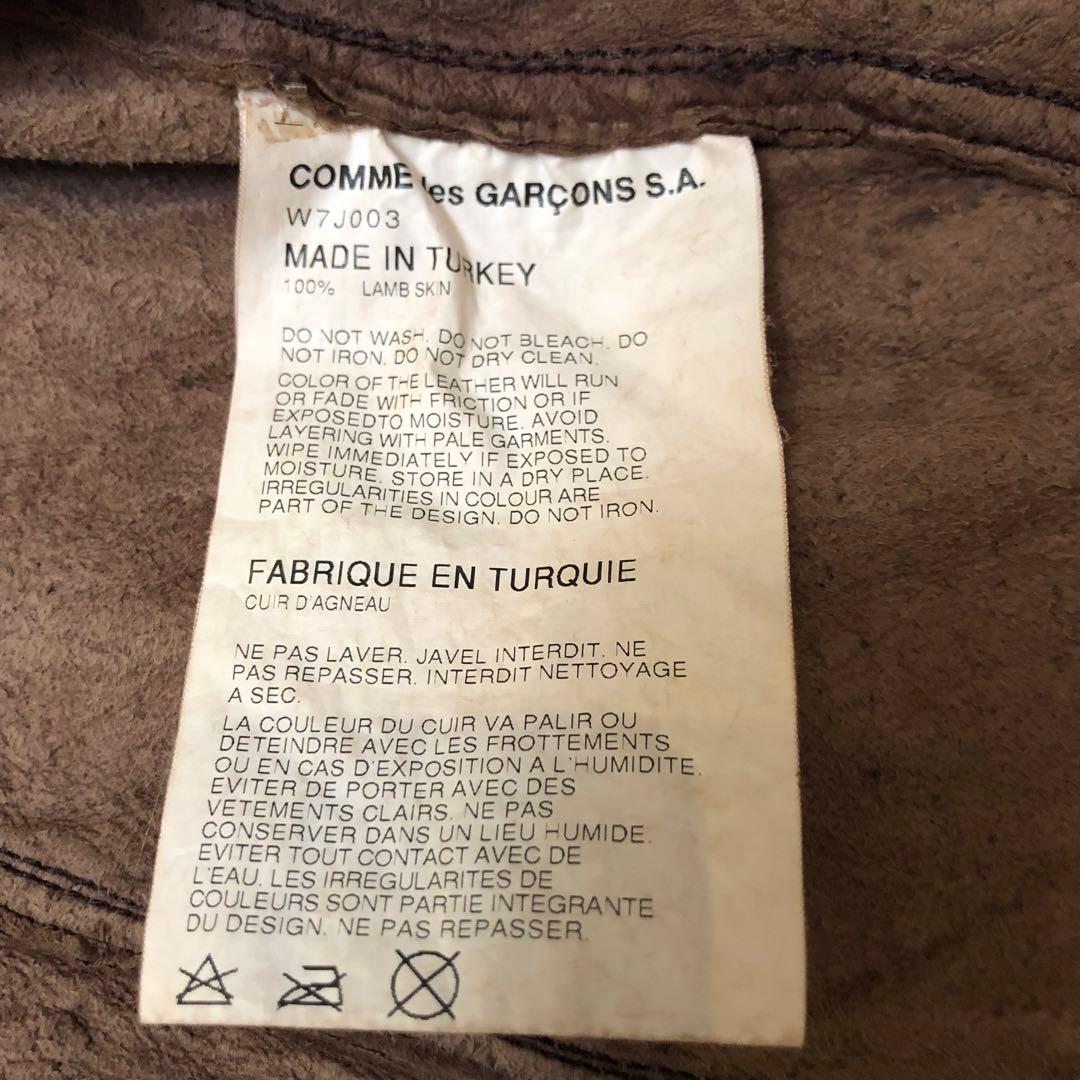 COMME des GARÇONS S.A.
W7J003
MADE IN TURKEY
100% LAMB SKIN
DO NOT WASH. DO NOT BLEACH. DO
NOT IRON. DO NOT DRY CLEAN.
COLOR OF THE LEATHER WILL RUN
OR FADE WITH FRICTION OR IF
EXPOSEDTO MOISTURE. AVOID
LAYERING WITH PALE GARMENTS.
WIPE IMMEDIATELY IF EXPOSED TO
MOISTURE. STORE IN A DRY PLACE.
IRREGULARITIES IN COLOUR ARE
PART OF THE DESIGN. DO NOT IRON.
FABRIQUE EN TURQUIE
CUIR D'AGNEAU
NE PAS LAVER. JAVEL INTERDIT. NE
PAS REPASSER. INTERDIT NETTOYAGE
A SEC.
LA COULEUR DU CUIR VA PALIR OU
DETEINDRE AVEC LES FROTTEMENTS
OU EN CAS D'EXPOSITION A L'HUMIDITE.
EVITER DE PORTER AVEC DES
VETEMENTS CLAIRS. NE PAS
CONSERVER DANS UN LIEU HUMIDE.
EVITER TOUT CONTACT AVEC DE
L'EAU. LES IRREGULARITES DE
COULEURS SONT PARTIE INTEGRANTE
DU DESIGN. NE PAS REPASSER.